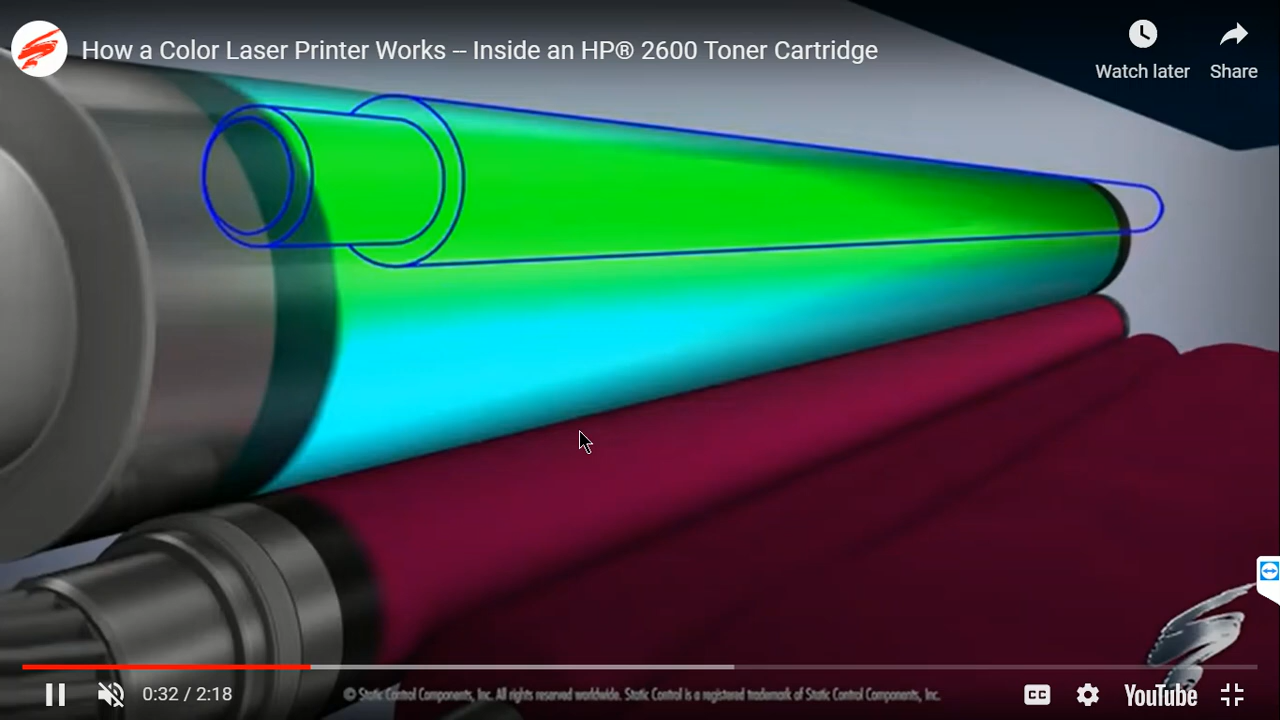 How a Color Laser Printer Works -- Inside an HP® 2600 Toner Cartridge
Watch later
Share
0:32 / 2:18
© Static Control Components, Inc. All rights reserved worldwide. Static Control is a registered trademark of Static Control Components, Inc.
CC
YouTube